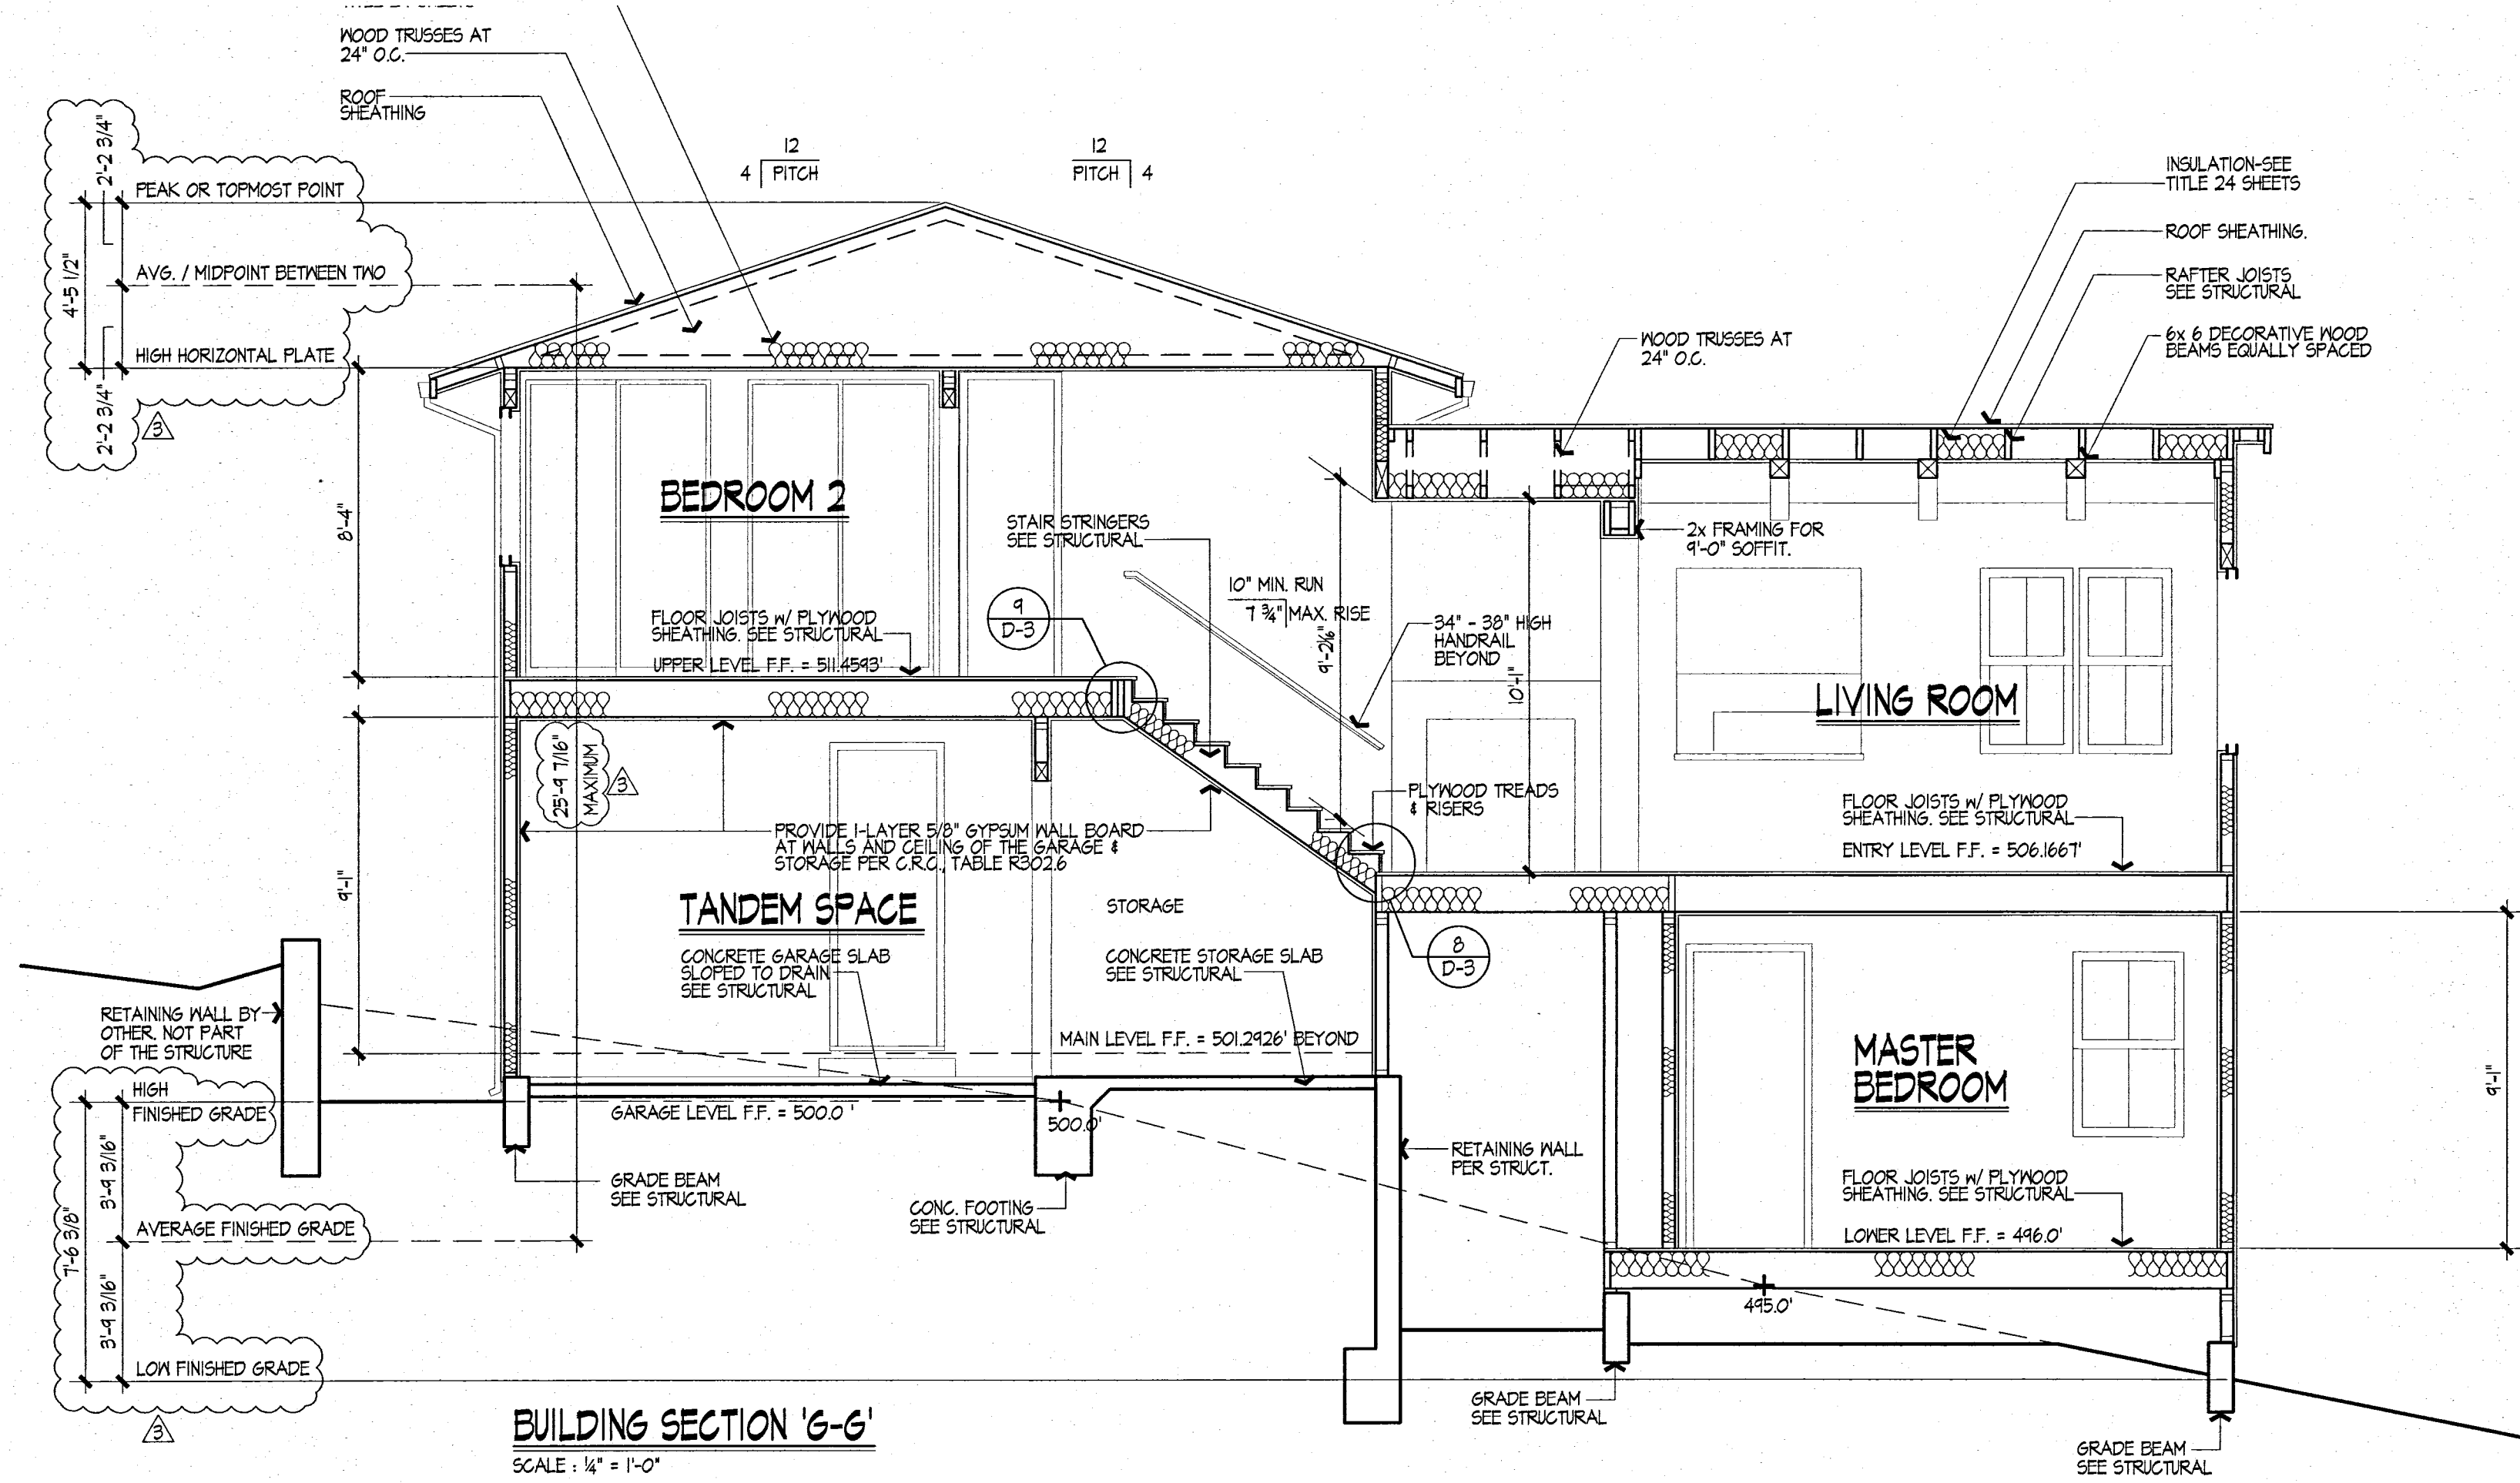 WOOD TRUSSES AT
24" O.C.
ROOF
SHEATHING
12
4 PITCH
12
PITCH 4
2'-2 3/4"
4'-5 1/2"
2'-2 3/4"
PEAK OR TOPMOST POINT
AVG. / MIDPOINT BETWEEN TWO
HIGH HORIZONTAL PLATE
3
INSULATION-SEE
TITLE 24 SHEETS
ROOF SHEATHING.
RAFTER JOISTS
SEE STRUCTURAL
6x 6 DECORATIVE WOOD
BEAMS EQUALLY SPACED
WOOD TRUSSES AT
24" O.C.
8'-4"
BEDROOM 2
STAIR STRINGERS
SEE STRUCTURAL
2x FRAMING FOR
9'-0" SOFFIT.
10" MIN. RUN
7 3/4" MAX. RISE
9
D-3
FLOOR JOISTS w/ PLYWOOD
SHEATHING. SEE STRUCTURAL
UPPER LEVEL F.F. = 511.4593'
34" - 38" HIGH
HANDRAIL
BEYOND
10'-1"
LIVING ROOM
25'-9 7/16"
MAXIMUM
3
PLYWOOD TREADS
& RISERS
FLOOR JOISTS w/ PLYWOOD
SHEATHING. SEE STRUCTURAL
ENTRY LEVEL F.F. = 506.1667'
PROVIDE 1-LAYER 5/8" GYPSUM WALL BOARD
AT WALLS AND CEILING OF THE GARAGE &
STORAGE PER C.R.C., TABLE R302.6
9'-1"
TANDEM SPACE
STORAGE
CONCRETE GARAGE SLAB
SLOPED TO DRAIN
SEE STRUCTURAL
CONCRETE STORAGE SLAB
SEE STRUCTURAL
8
D-3
RETAINING WALL BY
OTHER. NOT PART
OF THE STRUCTURE
MAIN LEVEL F.F. = 501.2926' BEYOND
MASTER
BEDROOM
9'-1"
HIGH
FINISHED GRADE
GARAGE LEVEL F.F. = 500.0 '
500.0'
RETAINING WALL
PER STRUCT.
3'-9 3/16"
7'-6 3/8"
3'-9 3/16"
GRADE BEAM
SEE STRUCTURAL
CONC. FOOTING
SEE STRUCTURAL
FLOOR JOISTS w/ PLYWOOD
SHEATHING. SEE STRUCTURAL
LOWER LEVEL F.F. = 496.0'
AVERAGE FINISHED GRADE
495.0'
LOW FINISHED GRADE
3
GRADE BEAM
SEE STRUCTURAL
BUILDING SECTION 'G-G'
SCALE : 1/4" = 1'-0"
GRADE BEAM
SEE STRUCTURAL